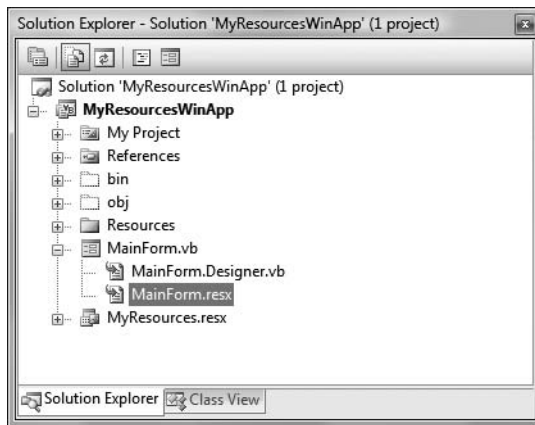 Solution Explorer - Solution 'MyResourcesWinApp' (1 project)
Solution 'MyResourcesWinApp' (1 project)
MyResourcesWinApp
My Project
References
bin
obj
Resources
MainForm.vb
MainForm.Designer.vb
MainForm.resx
MyResources.resx
Solution Explorer Class View